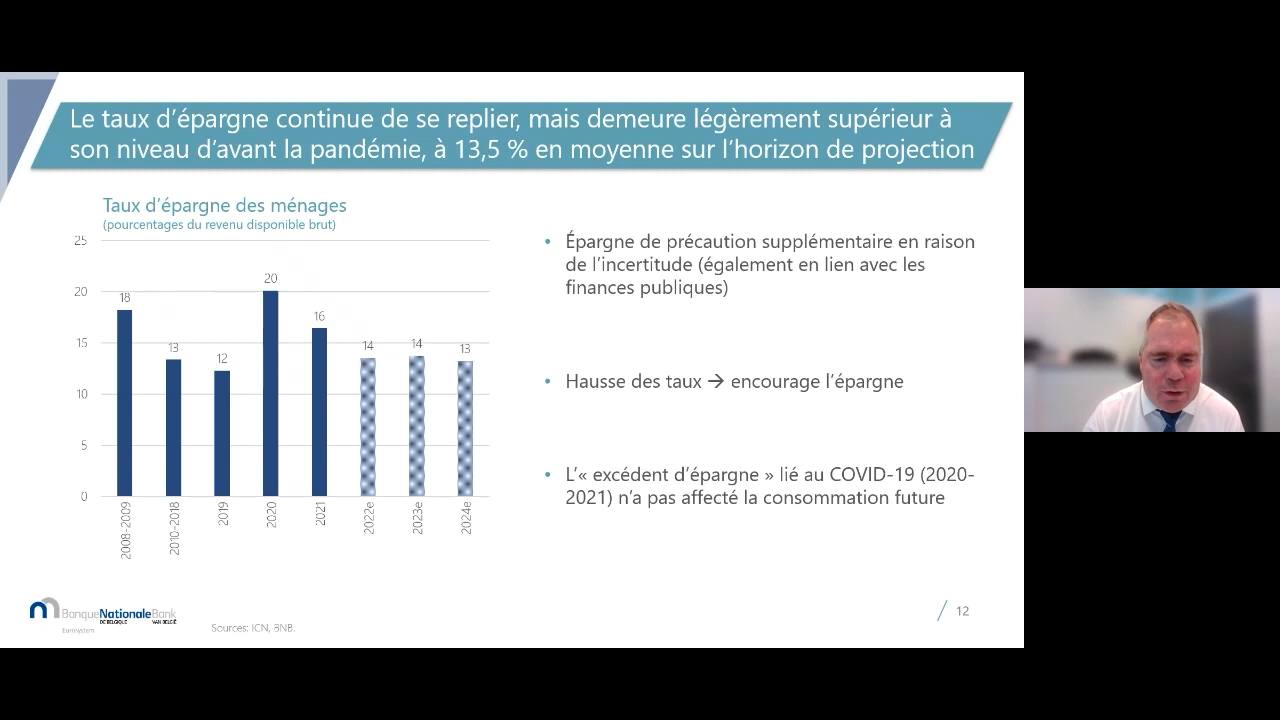 Le taux d’épargne continue de se replier, mais demeure légèrement supérieur à
son niveau d’avant la pandémie, à 13,5 % en moyenne sur l’horizon de projection
Taux d’épargne des ménages
(pourcentages du revenu disponible brut)
25
20
15
10
5
0
18
13
12
20
16
14
14
13
2008-2009
2010-2018
2019
2020
2021
2022e
2023e
2024e
• Épargne de précaution supplémentaire en raison
de l’incertitude (également en lien avec les
finances publiques)
• Hausse des taux → encourage l’épargne
• L’« excédent d’épargne » lié au COVID-19 (2020-
2021) n’a pas affecté la consommation future
BanqueNationaleBank
DE BELGIQUE VAN BELGIË
Eurosystem
Sources: ICN, BNB.
12